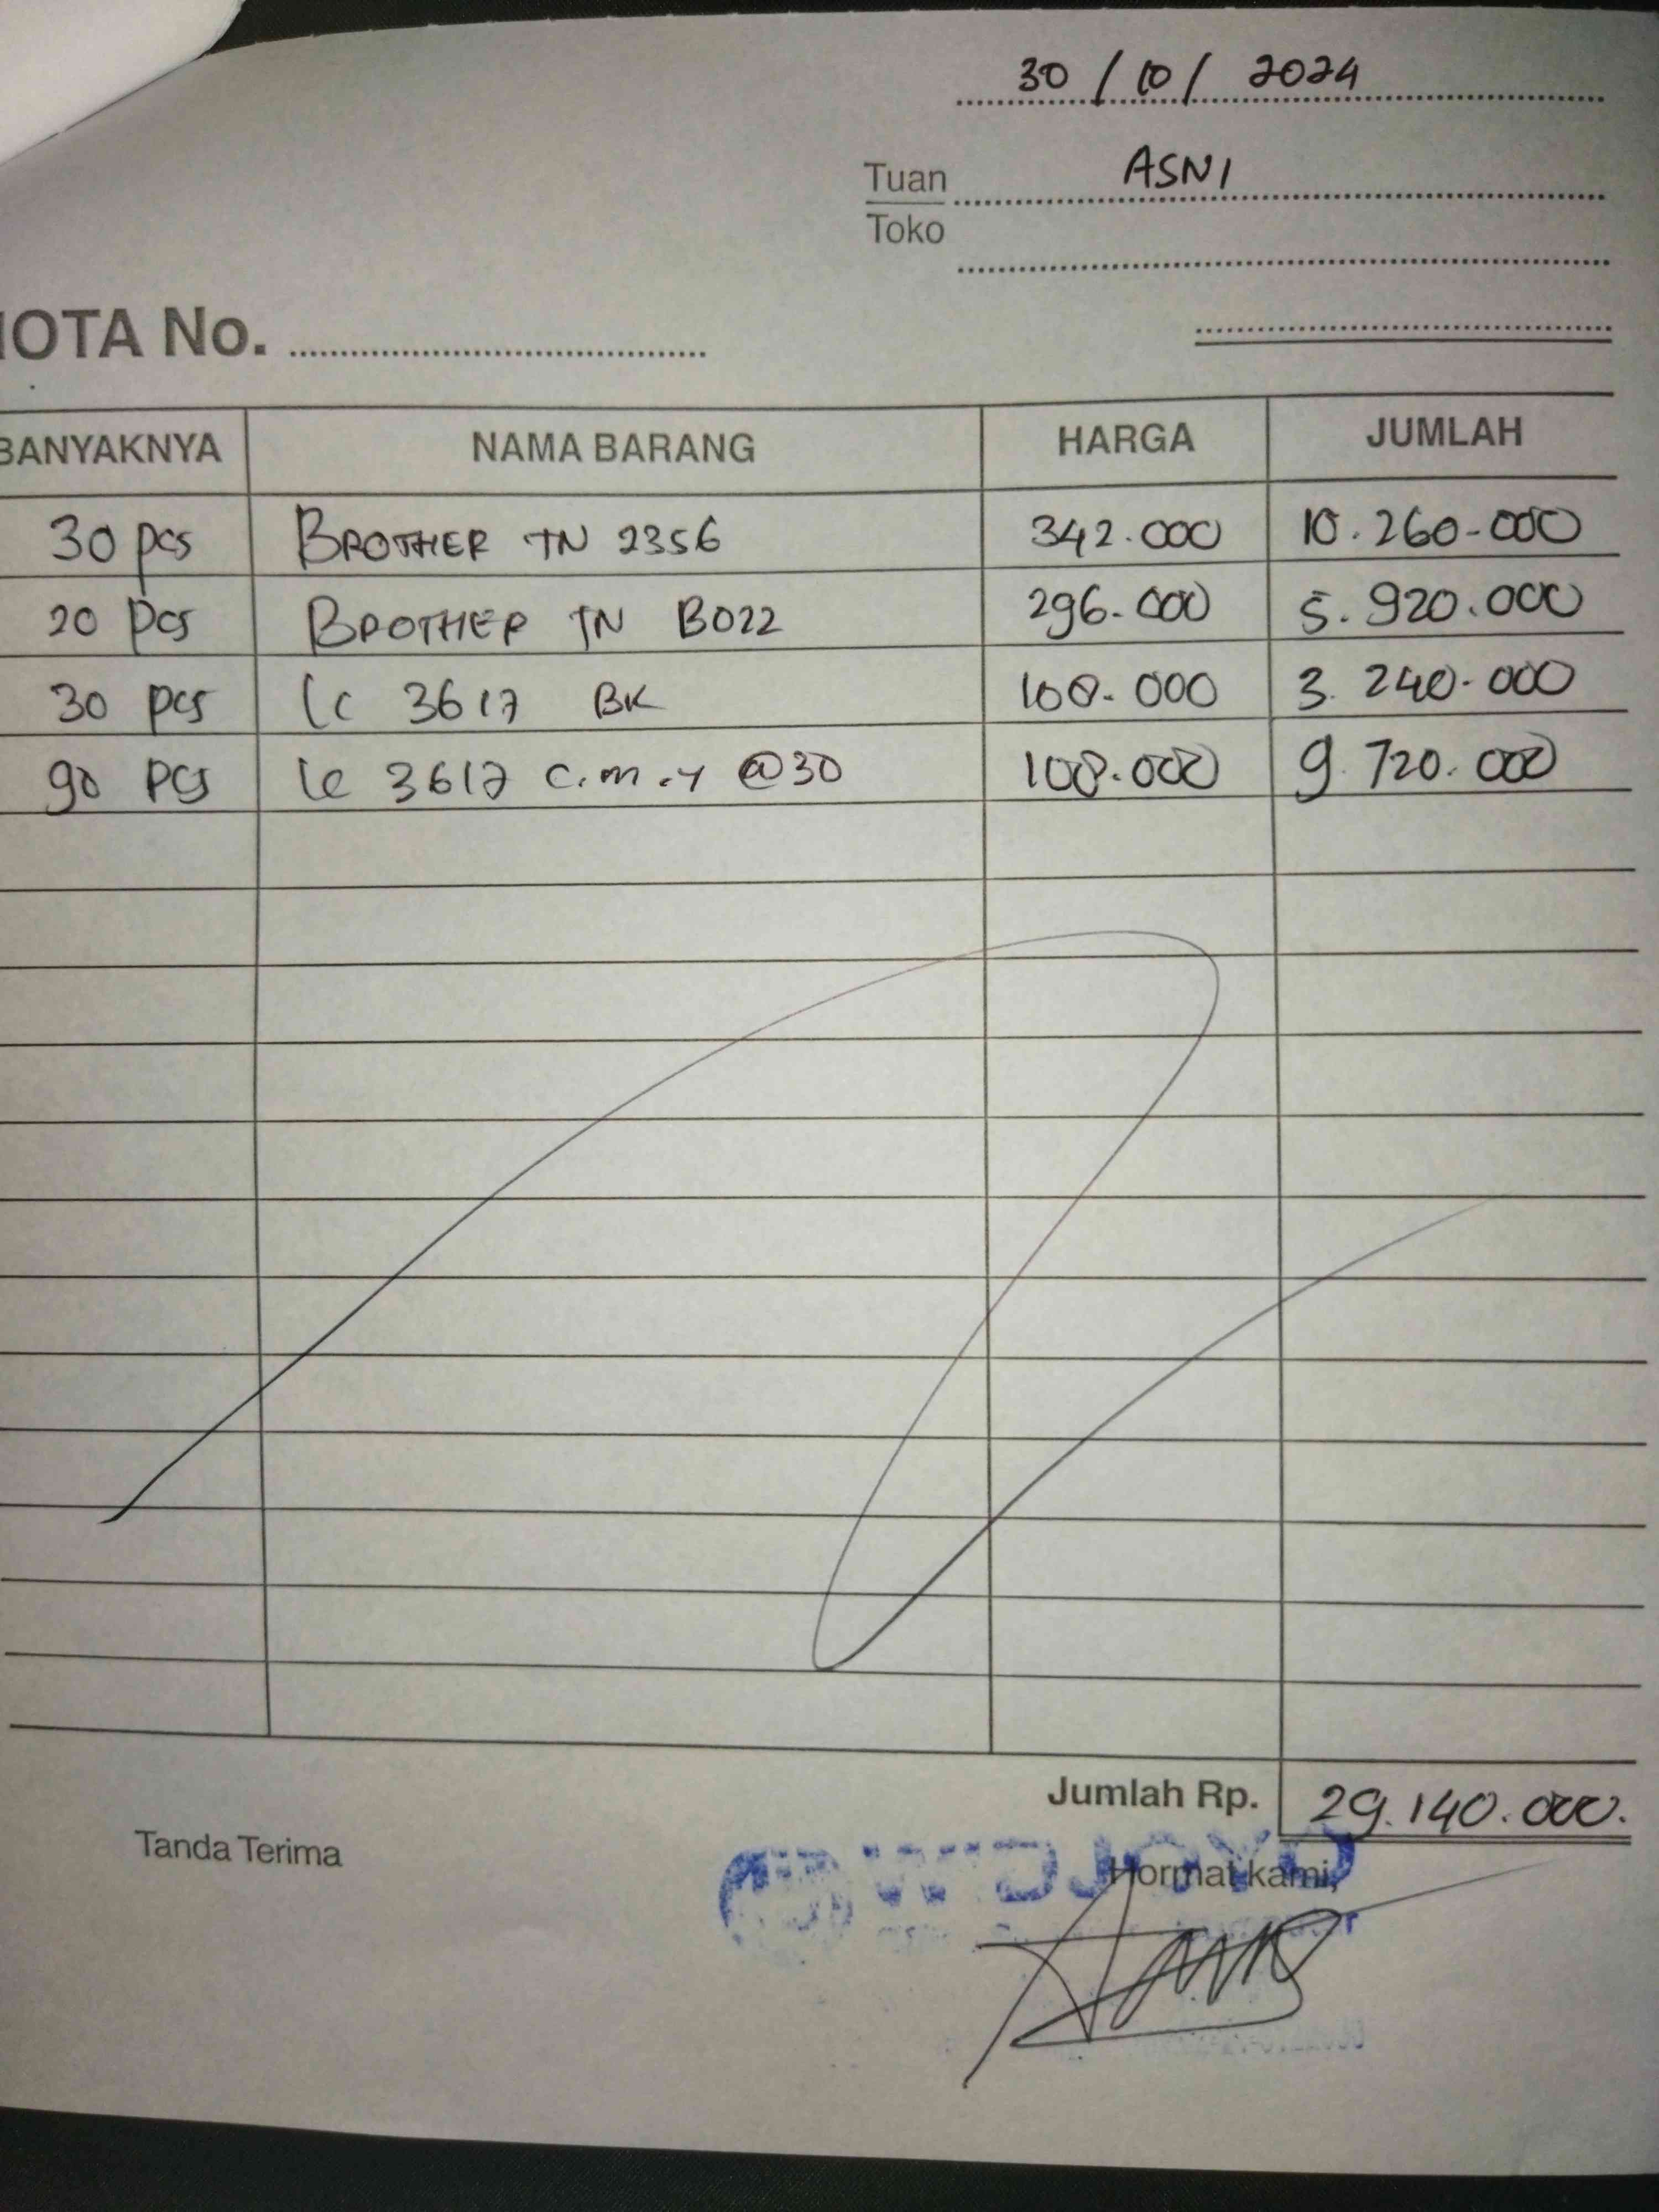 30 / 10 / 2024
Tuan ASNI
Toko
NOTA No.
BANYAKNYA NAMA BARANG HARGA JUMLAH
30 pcs BROTHER TN 2356 342.000 10.260.000
20 pcs BROTHER TN B022 296.000 5.920.000
30 pcs LC 3617 BK 108.000 3.240.000
90 pcs LC 3617 C.M.Y @30 108.000 9.720.000
Jumlah Rp. 29.140.000.
Tanda Terima
Hormat kami,